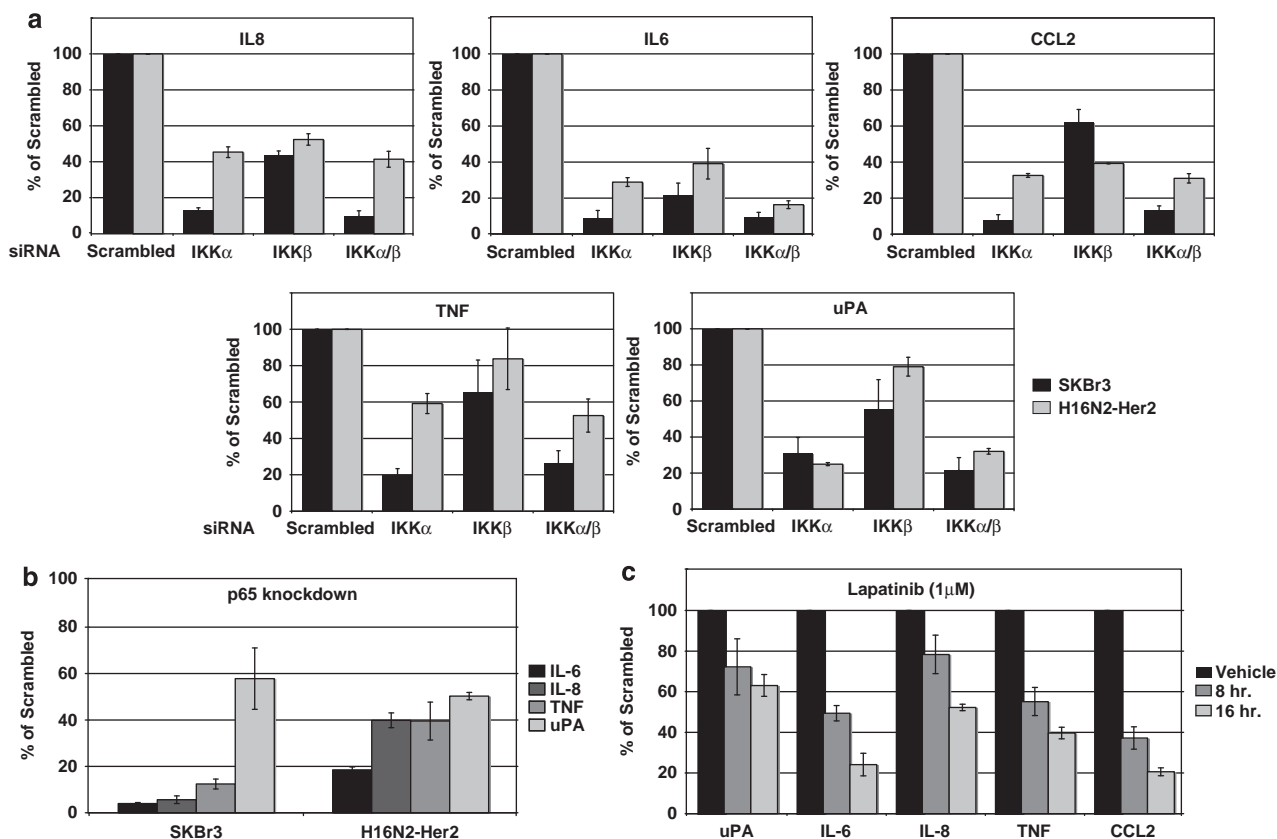 a
IL8
% of Scrambled
100
80
60
40
20
0
siRNA
Scrambled IKKα IKKβ IKKα/β
IL6
% of Scrambled
100
80
60
40
20
0
Scrambled IKKα IKKβ IKKα/β
CCL2
% of Scrambled
100
80
60
40
20
0
Scrambled IKKα IKKβ IKKα/β
TNF
% of Scrambled
100
80
60
40
20
0
siRNA
Scrambled IKKα IKKβ IKKα/β
uPA
% of Scrambled
100
80
60
40
20
0
Scrambled IKKα IKKβ IKKα/β
SKBr3
H16N2-Her2
b
p65 knockdown
% of Scrambled
100
80
60
40
20
0
SKBr3 H16N2-Her2
IL-6
IL-8
TNF
uPA
c
Lapatinib (1μM)
% of Scrambled
100
80
60
40
20
0
uPA IL-6 IL-8 TNF CCL2
Vehicle
8 hr.
16 hr.